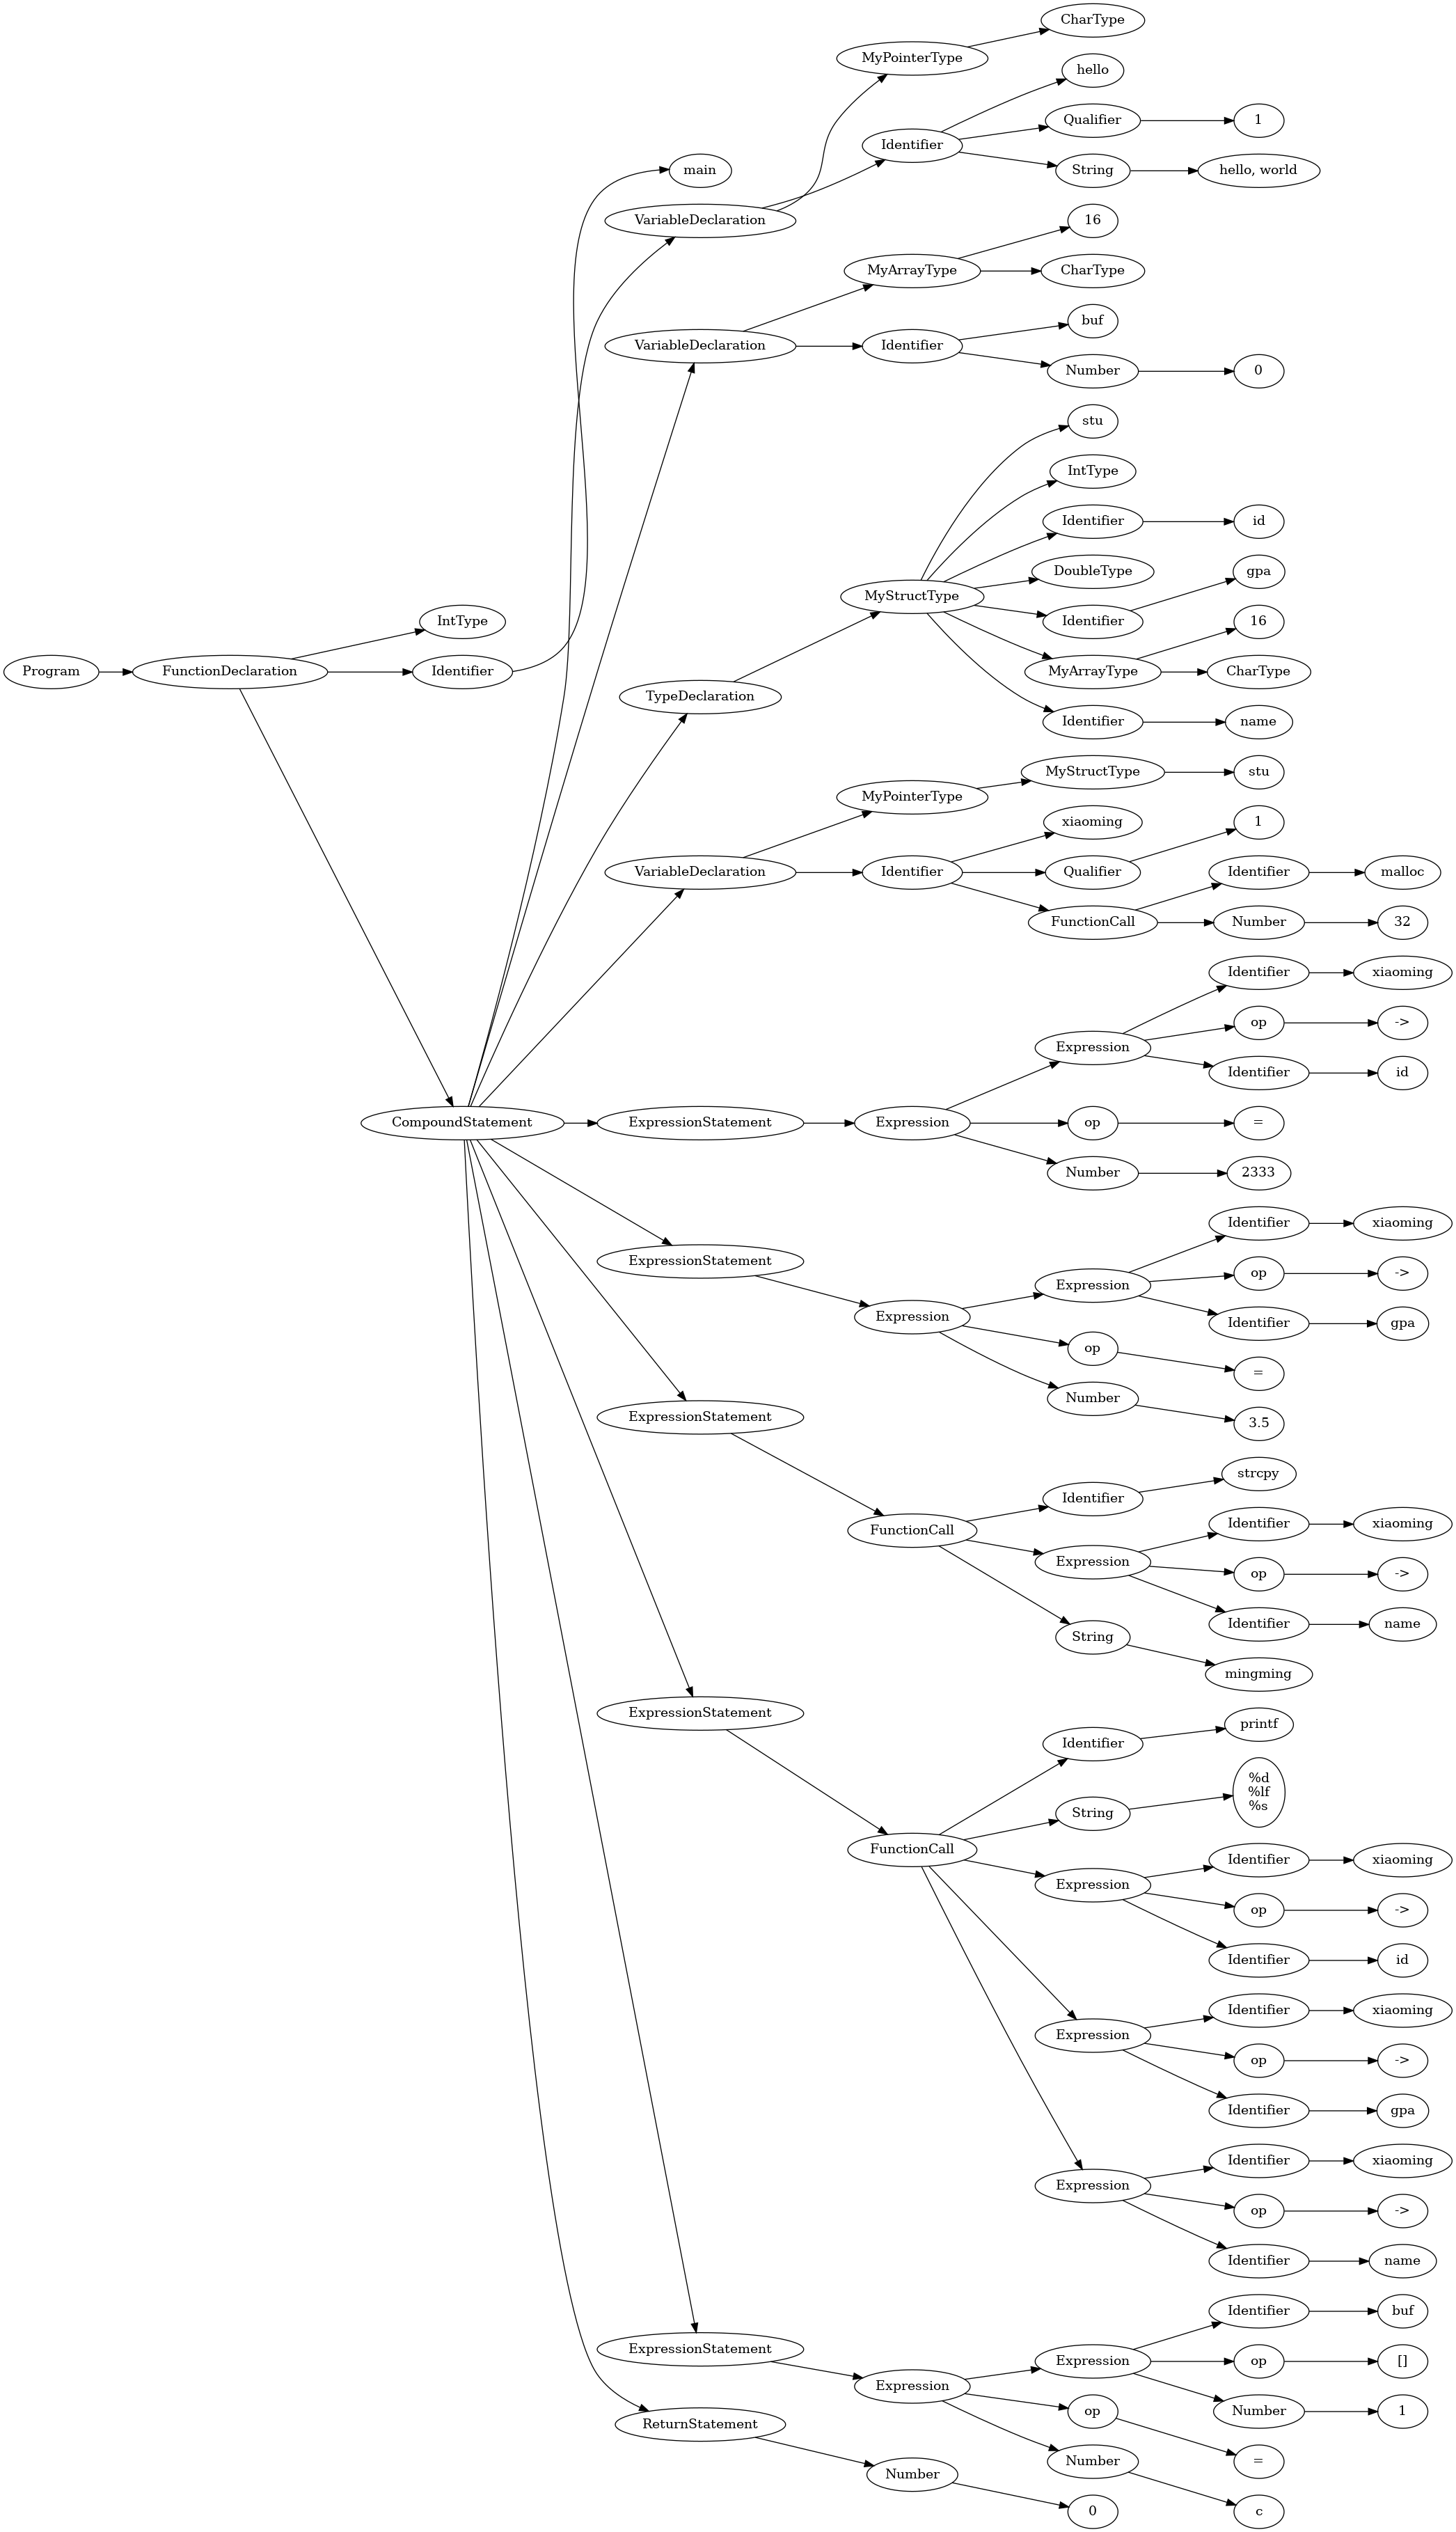 CharType
MyPointerType
hello
Identifier
Qualifier
1
String
hello, world
main
VariableDeclaration
16
MyArrayType
CharType
buf
VariableDeclaration
Identifier
Number
0
stu
IntType
Identifier
id
DoubleType
gpa
MyStructType
Identifier
16
IntType
Program
FunctionDeclaration
Identifier
MyArrayType
CharType
TypeDeclaration
Identifier
name
MyStructType
stu
MyPointerType
xiaoming
1
VariableDeclaration
Identifier
Qualifier
Identifier
malloc
FunctionCall
Number
32
Identifier
xiaoming
op
->
Expression
Identifier
id
CompoundStatement
ExpressionStatement
Expression
op
=
Number
2333
Identifier
xiaoming
ExpressionStatement
op
->
Expression
Identifier
gpa
Expression
op
=
Number
3.5
ExpressionStatement
strcpy
Identifier
Identifier
xiaoming
FunctionCall
Expression
op
->
Identifier
name
String
mingming
ExpressionStatement
printf
Identifier
%d
%lf
%s
String
FunctionCall
Identifier
xiaoming
Expression
op
->
Identifier
id
Identifier
xiaoming
Expression
op
->
Identifier
gpa
Identifier
xiaoming
Expression
op
->
Identifier
name
Identifier
buf
ExpressionStatement
Expression
op
[]
Expression
Number
1
op
ReturnStatement
Number
=
Number
0
c